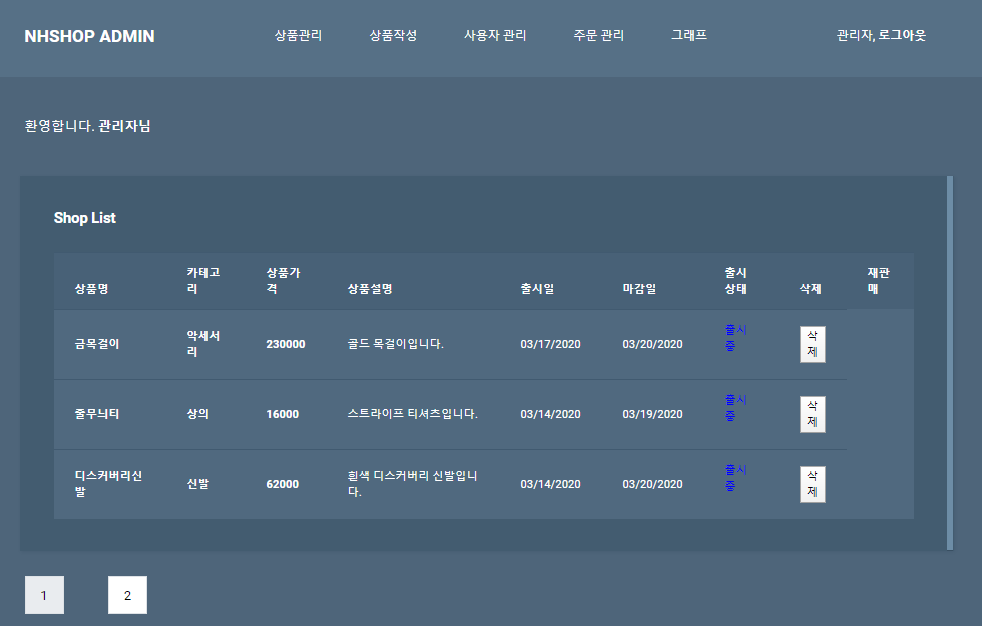 NHSHOP ADMIN 상품관리 상품작성 사용자 관리 주문 관리 그래프 관리자, 로그아웃
환영합니다. 관리자님
Shop List
상품명 카테고리 상품가격 상품설명 출시일 마감일 출시상태 삭제 재판매
금목걸이 악세서리 230000 골드 목걸이입니다. 03/17/2020 03/20/2020 출시중 삭제
줄무늬티 상의 16000 스트라이프 티셔츠입니다. 03/14/2020 03/19/2020 출시중 삭제
디스커버리신발 신발 62000 흰색 디스커버리 신발입니다. 03/14/2020 03/20/2020 출시중 삭제
1 2